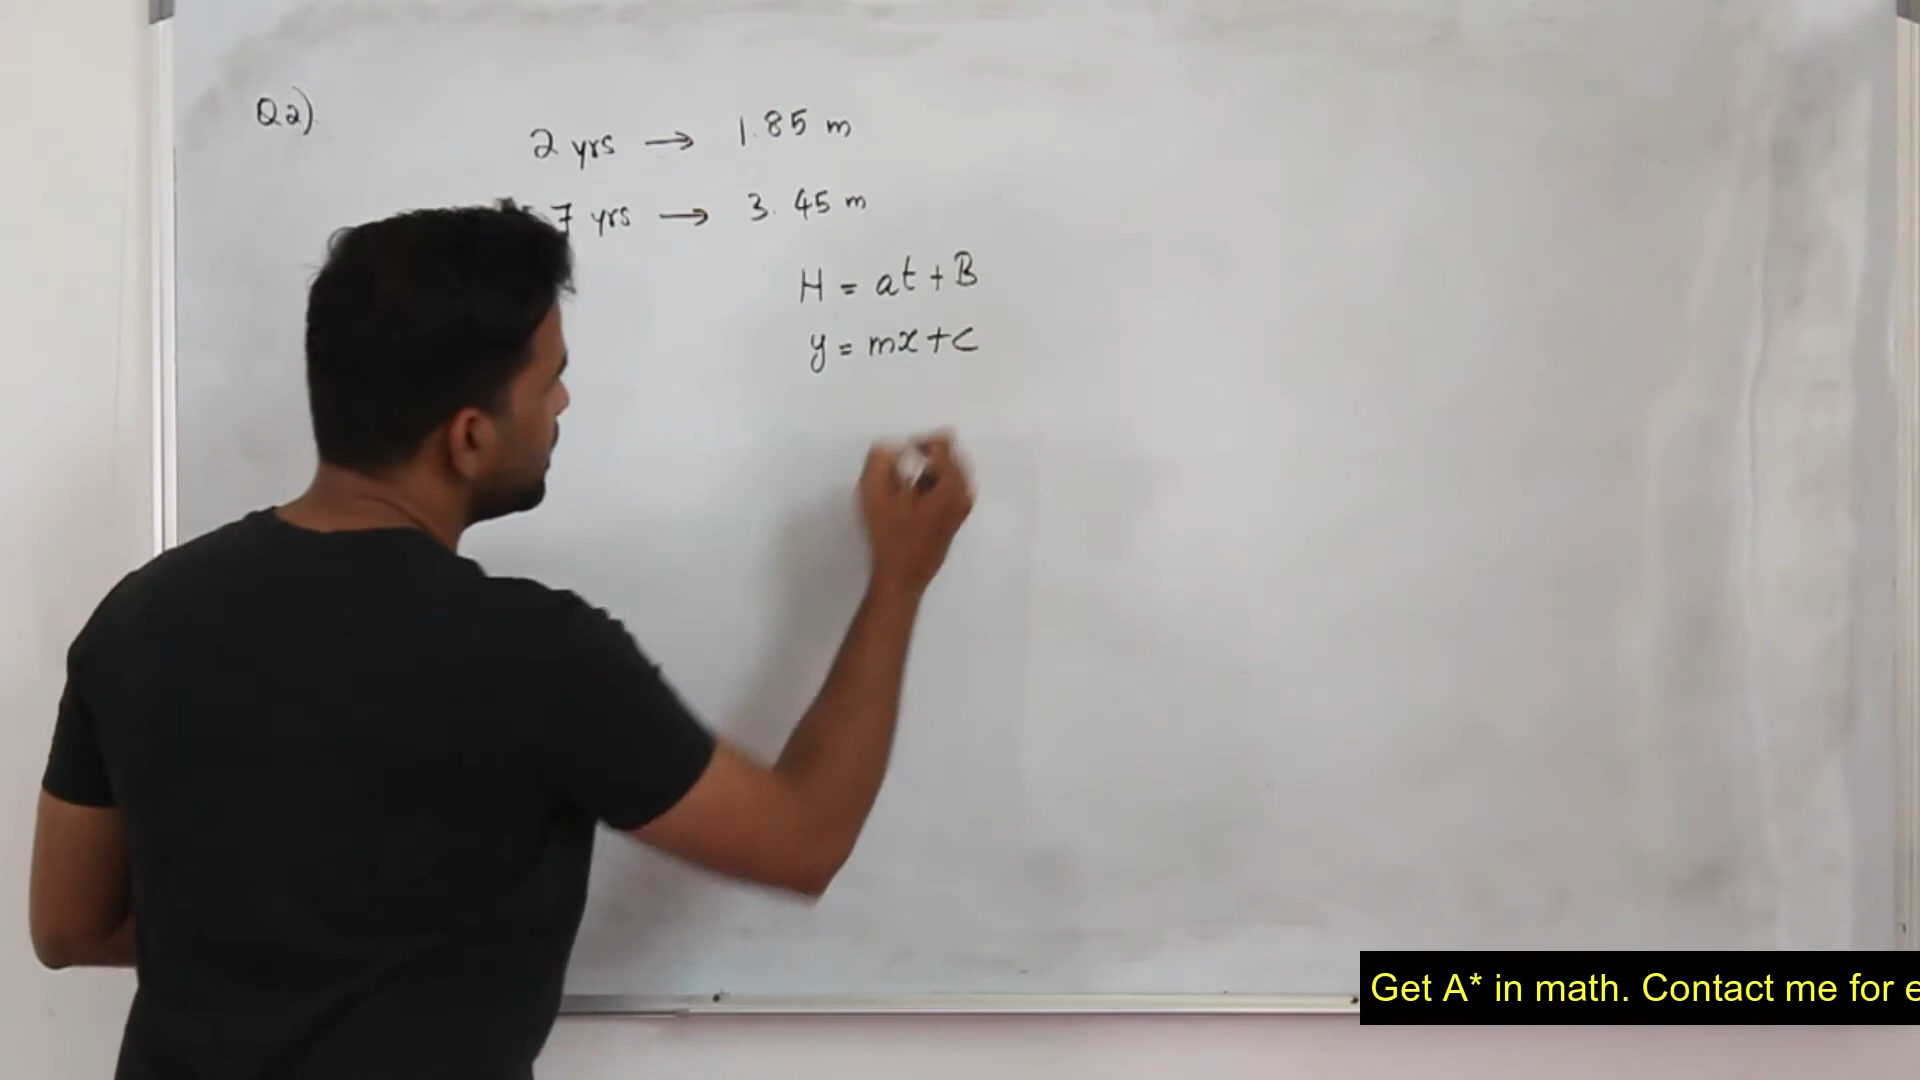 Q2)
2 yrs → 1.85 m
7 yrs → 3.45 m
H = at + B
y = mx + c
Get A* in math. Contact me for e